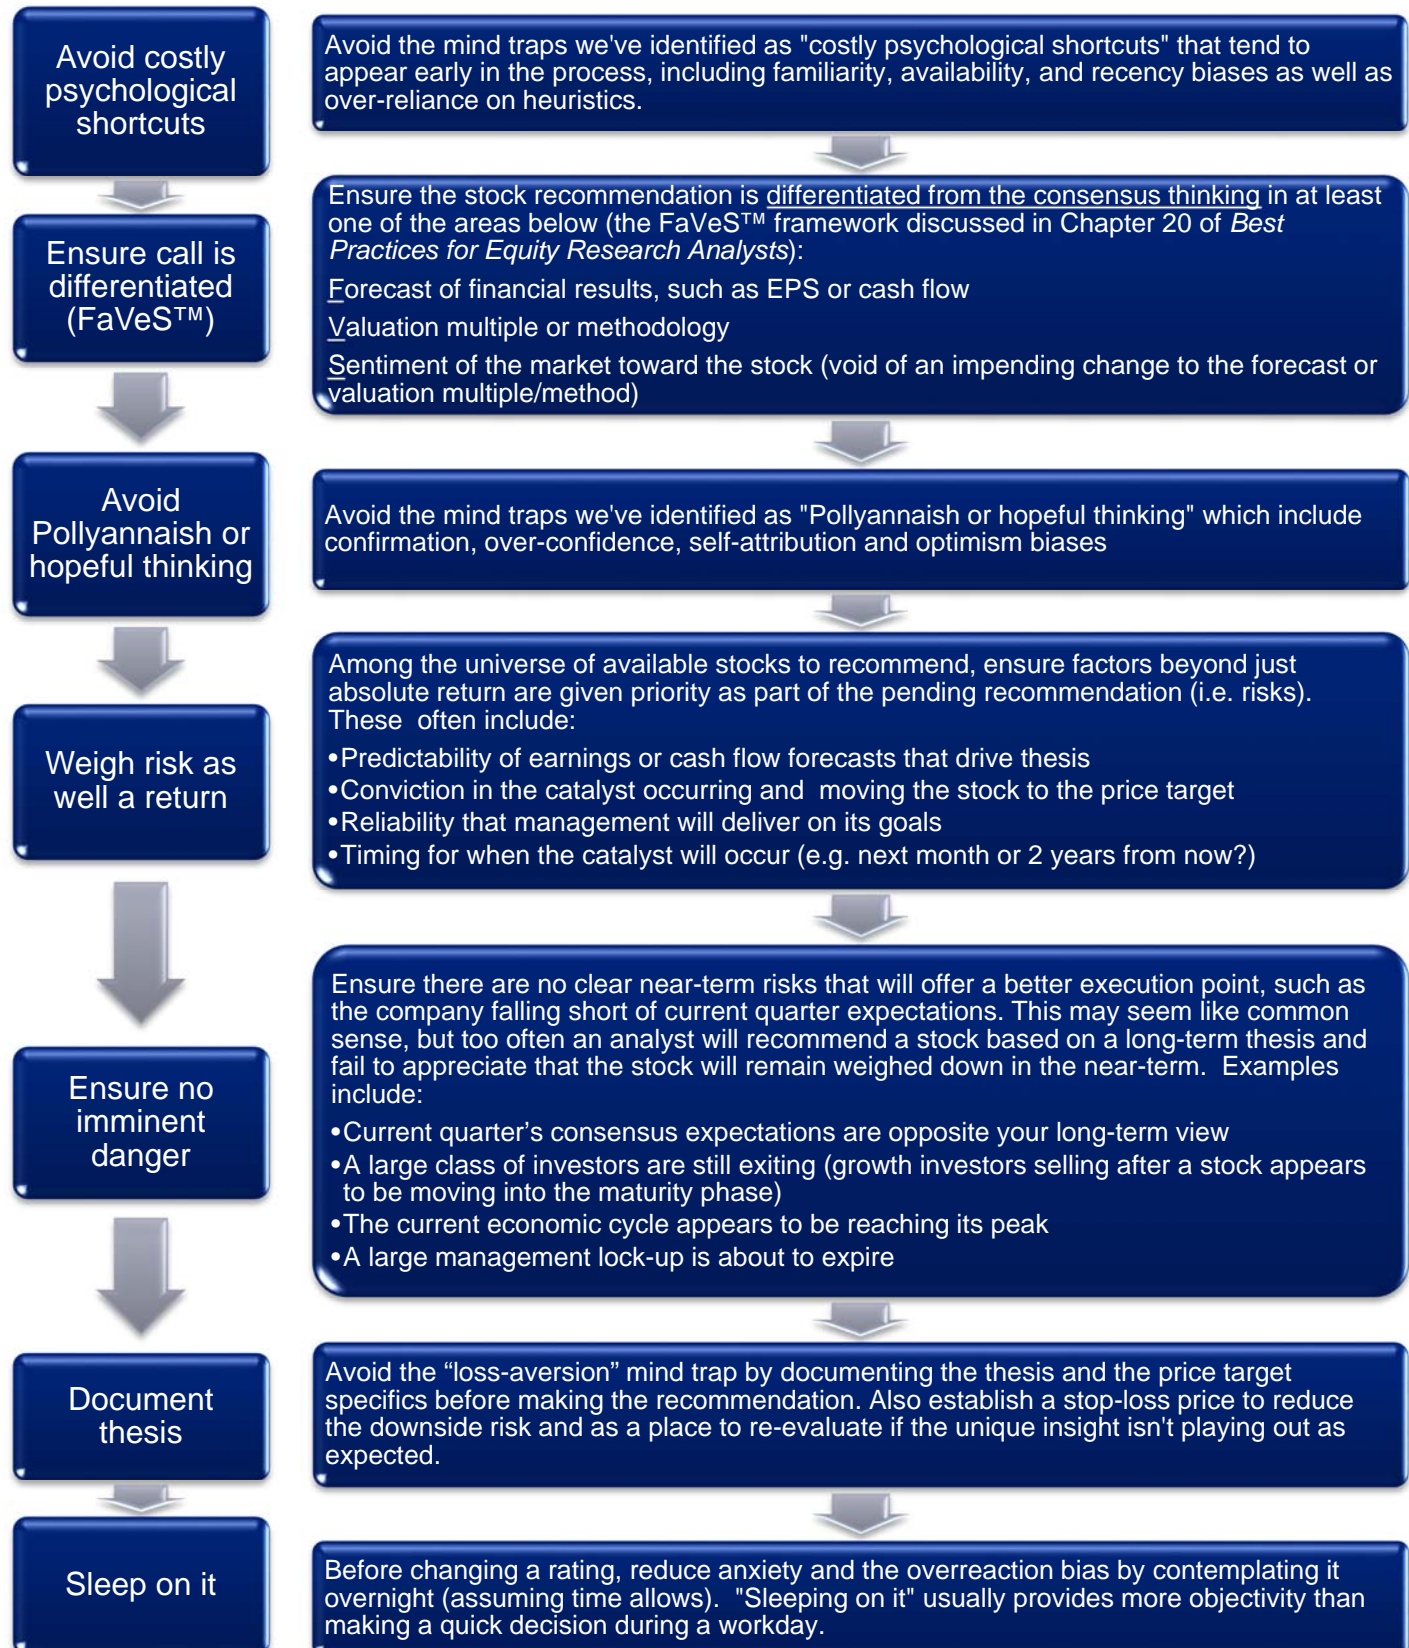 Avoid costly
psychological
shortcuts
Avoid the mind traps we've identified as "costly psychological shortcuts" that tend to
appear early in the process, including familiarity, availability, and recency biases as well as
over-reliance on heuristics.
Ensure call is
differentiated
(FaVeS™)
Ensure the stock recommendation is differentiated from the consensus thinking in at least
one of the areas below (the FaVeS™ framework discussed in Chapter 20 of Best
Practices for Equity Research Analysts):
Forecast of financial results, such as EPS or cash flow
Valuation multiple or methodology
Sentiment of the market toward the stock (void of an impending change to the forecast or
valuation multiple/method)
Avoid
Pollyannaish or
hopeful thinking
Avoid the mind traps we've identified as "Pollyannaish or hopeful thinking" which include
confirmation, over-confidence, self-attribution and optimism biases
Weigh risk as
well a return
Among the universe of available stocks to recommend, ensure factors beyond just
absolute return are given priority as part of the pending recommendation (i.e. risks).
These  often include:
•Predictability of earnings or cash flow forecasts that drive thesis
•Conviction in the catalyst occurring and  moving the stock to the price target
•Reliability that management will deliver on its goals
•Timing for when the catalyst will occur (e.g. next month or 2 years from now?)
Ensure no
imminent
danger
Ensure there are no clear near-term risks that will offer a better execution point, such as
the company falling short of current quarter expectations. This may seem like common
sense, but too often an analyst will recommend a stock based on a long-term thesis and
fail to appreciate that the stock will remain weighed down in the near-term.  Examples
include:
•Current quarter’s consensus expectations are opposite your long-term view
•A large class of investors are still exiting (growth investors selling after a stock appears
to be moving into the maturity phase)
•The current economic cycle appears to be reaching its peak
•A large management lock-up is about to expire
Document
thesis
Avoid the “loss-aversion” mind trap by documenting the thesis and the price target
specifics before making the recommendation. Also establish a stop-loss price to reduce
the downside risk and as a place to re-evaluate if the unique insight isn't playing out as
expected.
Sleep on it
Before changing a rating, reduce anxiety and the overreaction bias by contemplating it
overnight (assuming time allows).  "Sleeping on it" usually provides more objectivity than
making a quick decision during a workday.